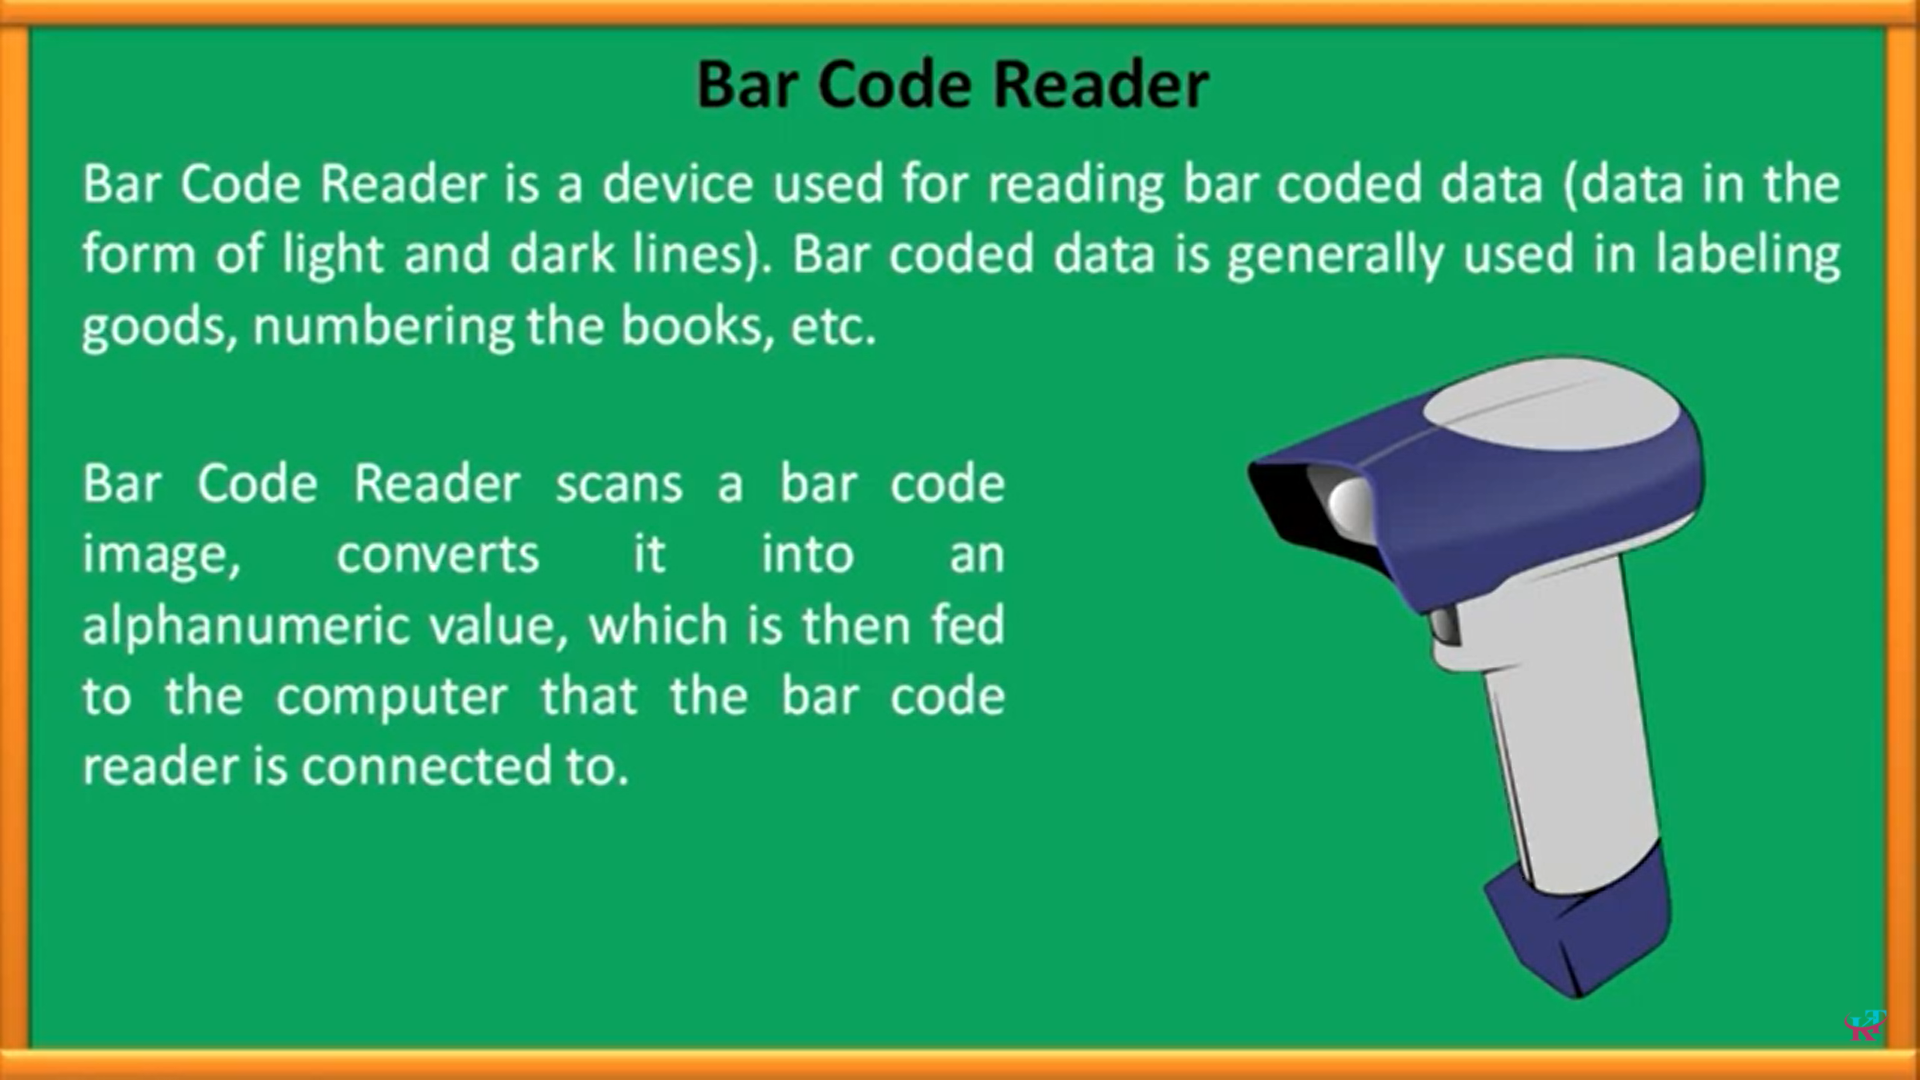 Bar Code Reader
Bar Code Reader is a device used for reading bar coded data (data in the
form of light and dark lines). Bar coded data is generally used in labeling
goods, numbering the books, etc.
Bar Code Reader scans a bar code
image, converts it into an
alphanumeric value, which is then fed
to the computer that the bar code
reader is connected to.